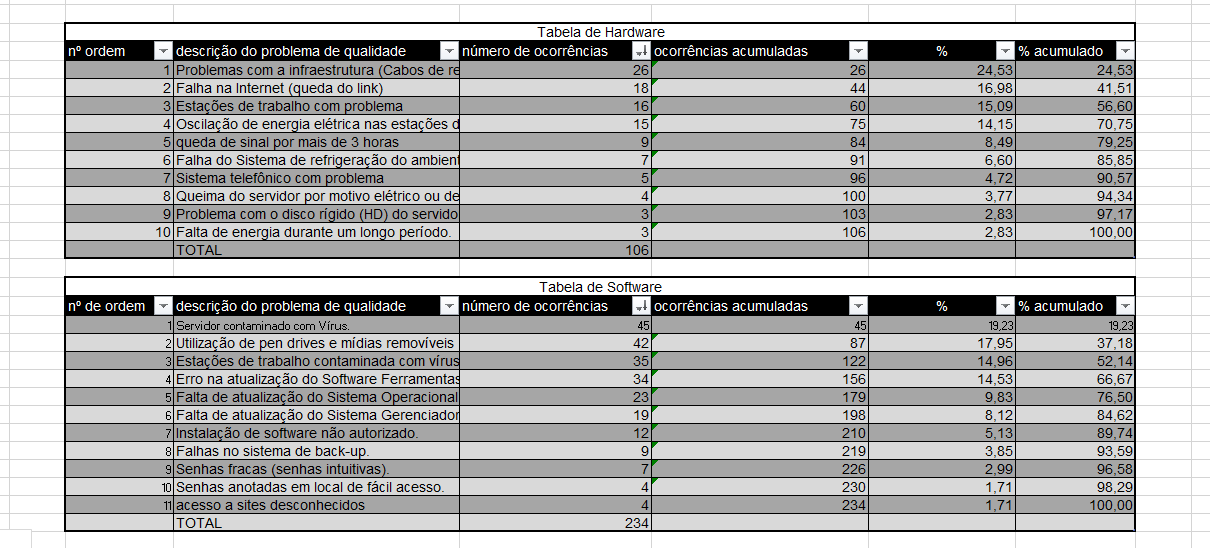 Tabela de Hardware
nº ordem descrição do problema de qualidade número de ocorrências ocorrências acumuladas % % acumulado
1 Problemas com a infraestrutura (Cabos de re 26 26 24,53 24,53
2 Falha na Internet (queda do link) 18 44 16,98 41,51
3 Estações de trabalho com problema 16 60 15,09 56,60
4 Oscilação de energia elétrica nas estações d 15 75 14,15 70,75
5 queda de sinal por mais de 3 horas 9 84 8,49 79,25
6 Falha do Sistema de refrigeração do ambient 7 91 6,60 85,85
7 Sistema telefônico com problema 5 96 4,72 90,57
8 Queima do servidor por motivo elétrico ou de 4 100 3,77 94,34
9 Problema com o disco rígido (HD) do servido 3 103 2,83 97,17
10 Falta de energia durante um longo período. 3 106 2,83 100,00
TOTAL 106
Tabela de Software
nº de ordem descrição do problema de qualidade número de ocorrências ocorrências acumuladas % % acumulado
1 Servidor contaminado com Vírus. 45 45 19,23 19,23
2 Utilização de pen drives e mídias removíveis 42 87 17,95 37,18
3 Estações de trabalho contaminada com vírus 35 122 14,96 52,14
4 Erro na atualização do Software Ferramentas 34 156 14,53 66,67
5 Falta de atualização do Sistema Operacional 23 179 9,83 76,50
6 Falta de atualização do Sistema Gerenciador 19 198 8,12 84,62
7 Instalação de software não autorizado. 12 210 5,13 89,74
8 Falhas no sistema de back-up. 9 219 3,85 93,59
9 Senhas fracas (senhas intuitivas). 7 226 2,99 96,58
10 Senhas anotadas em local de fácil acesso. 4 230 1,71 98,29
11 acesso a sites desconhecidos 4 234 1,71 100,00
TOTAL 234